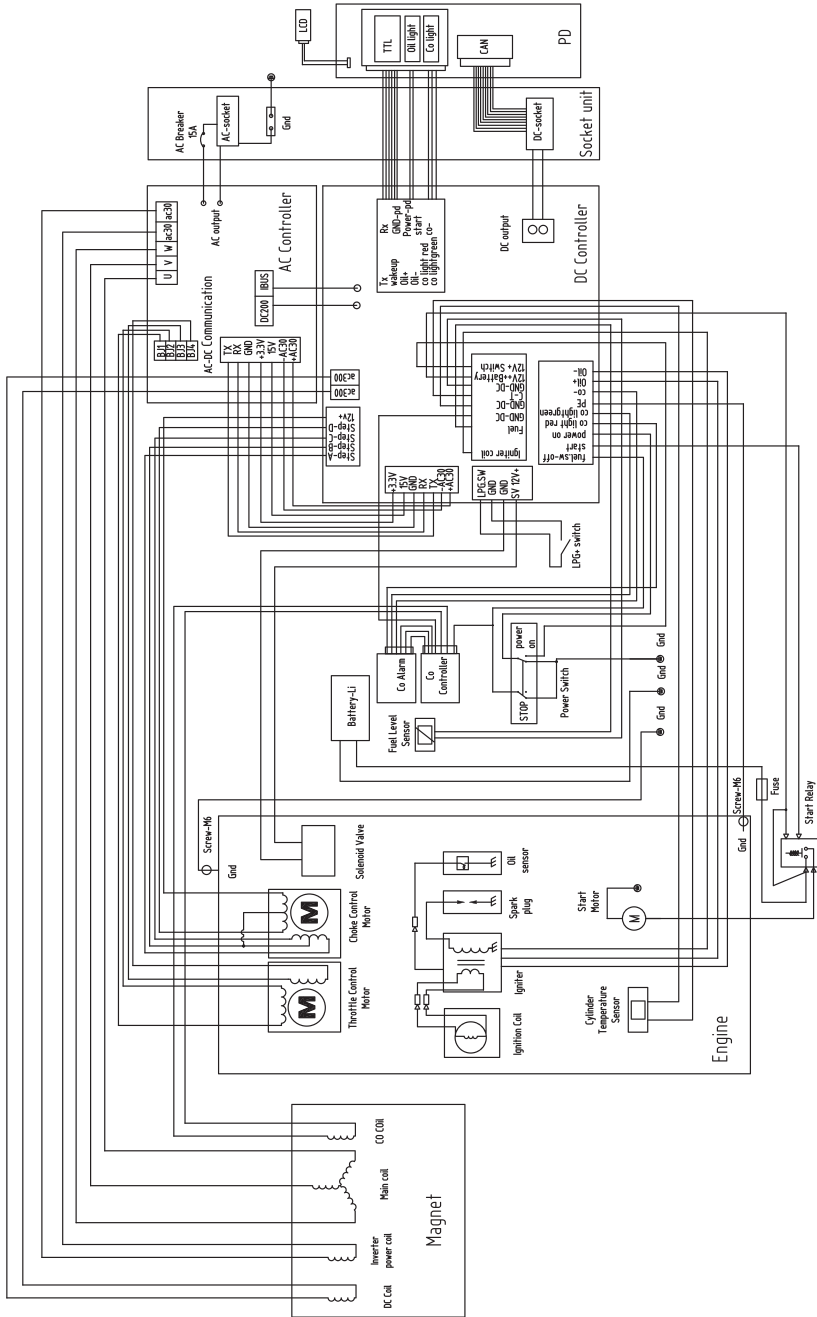 LCD
TTL
Oil light
Co light
CAN
PD
AC Breaker
15A
AC-socket
Gnd
DC-socket
Socket unit
U
V
W
ac30
ac30
AC output
AC Controller
AC-DC Communication
BJ1
BJ2
BJ3
BJ4
DC200
IBUS
TX
RX
GND
+3.3V
15V
-AC30
+AC30
ac300
ac300
Step-A
Step-B
Step-C
Step-D
12v+
Tx
Rx
wakeup
GND-pd
Oil+
Power-pd
Oil-
start
co light red
co-
co lightgreen
DC output
DC Controller
12V+ Switch
12V++Battery
GND-DC
C-T
GND-DC
Fuel
Igniter coil
Oil-
Oil+
co-
PE
co lightgreen
co light red
power on
start
fuel.sw-off
+3.3V
15V
GND
RX
TX
-AC30
+AC30
LPG.SW
GND
GND
SV 12V+
LPG+ switch
Co Alarm
Co
Controller
power
on
STOP
Power Switch
Battery-Li
Fuel Level
Sensor
Gnd
Gnd
Gnd
Screw-M6
Gnd
Solenoid Valve
Choke Control
Motor
M
Throttle Control
Motor
M
Oil
sensor
Spark
plug
Igniter
Ignition Coil
Start
Motor
M
Cylinder
Temperature
Sensor
Engine
Screw-M6
Gnd
Fuse
Start Relay
CO COil
Main coil
Inverter
power coil
DC Coil
Magnet